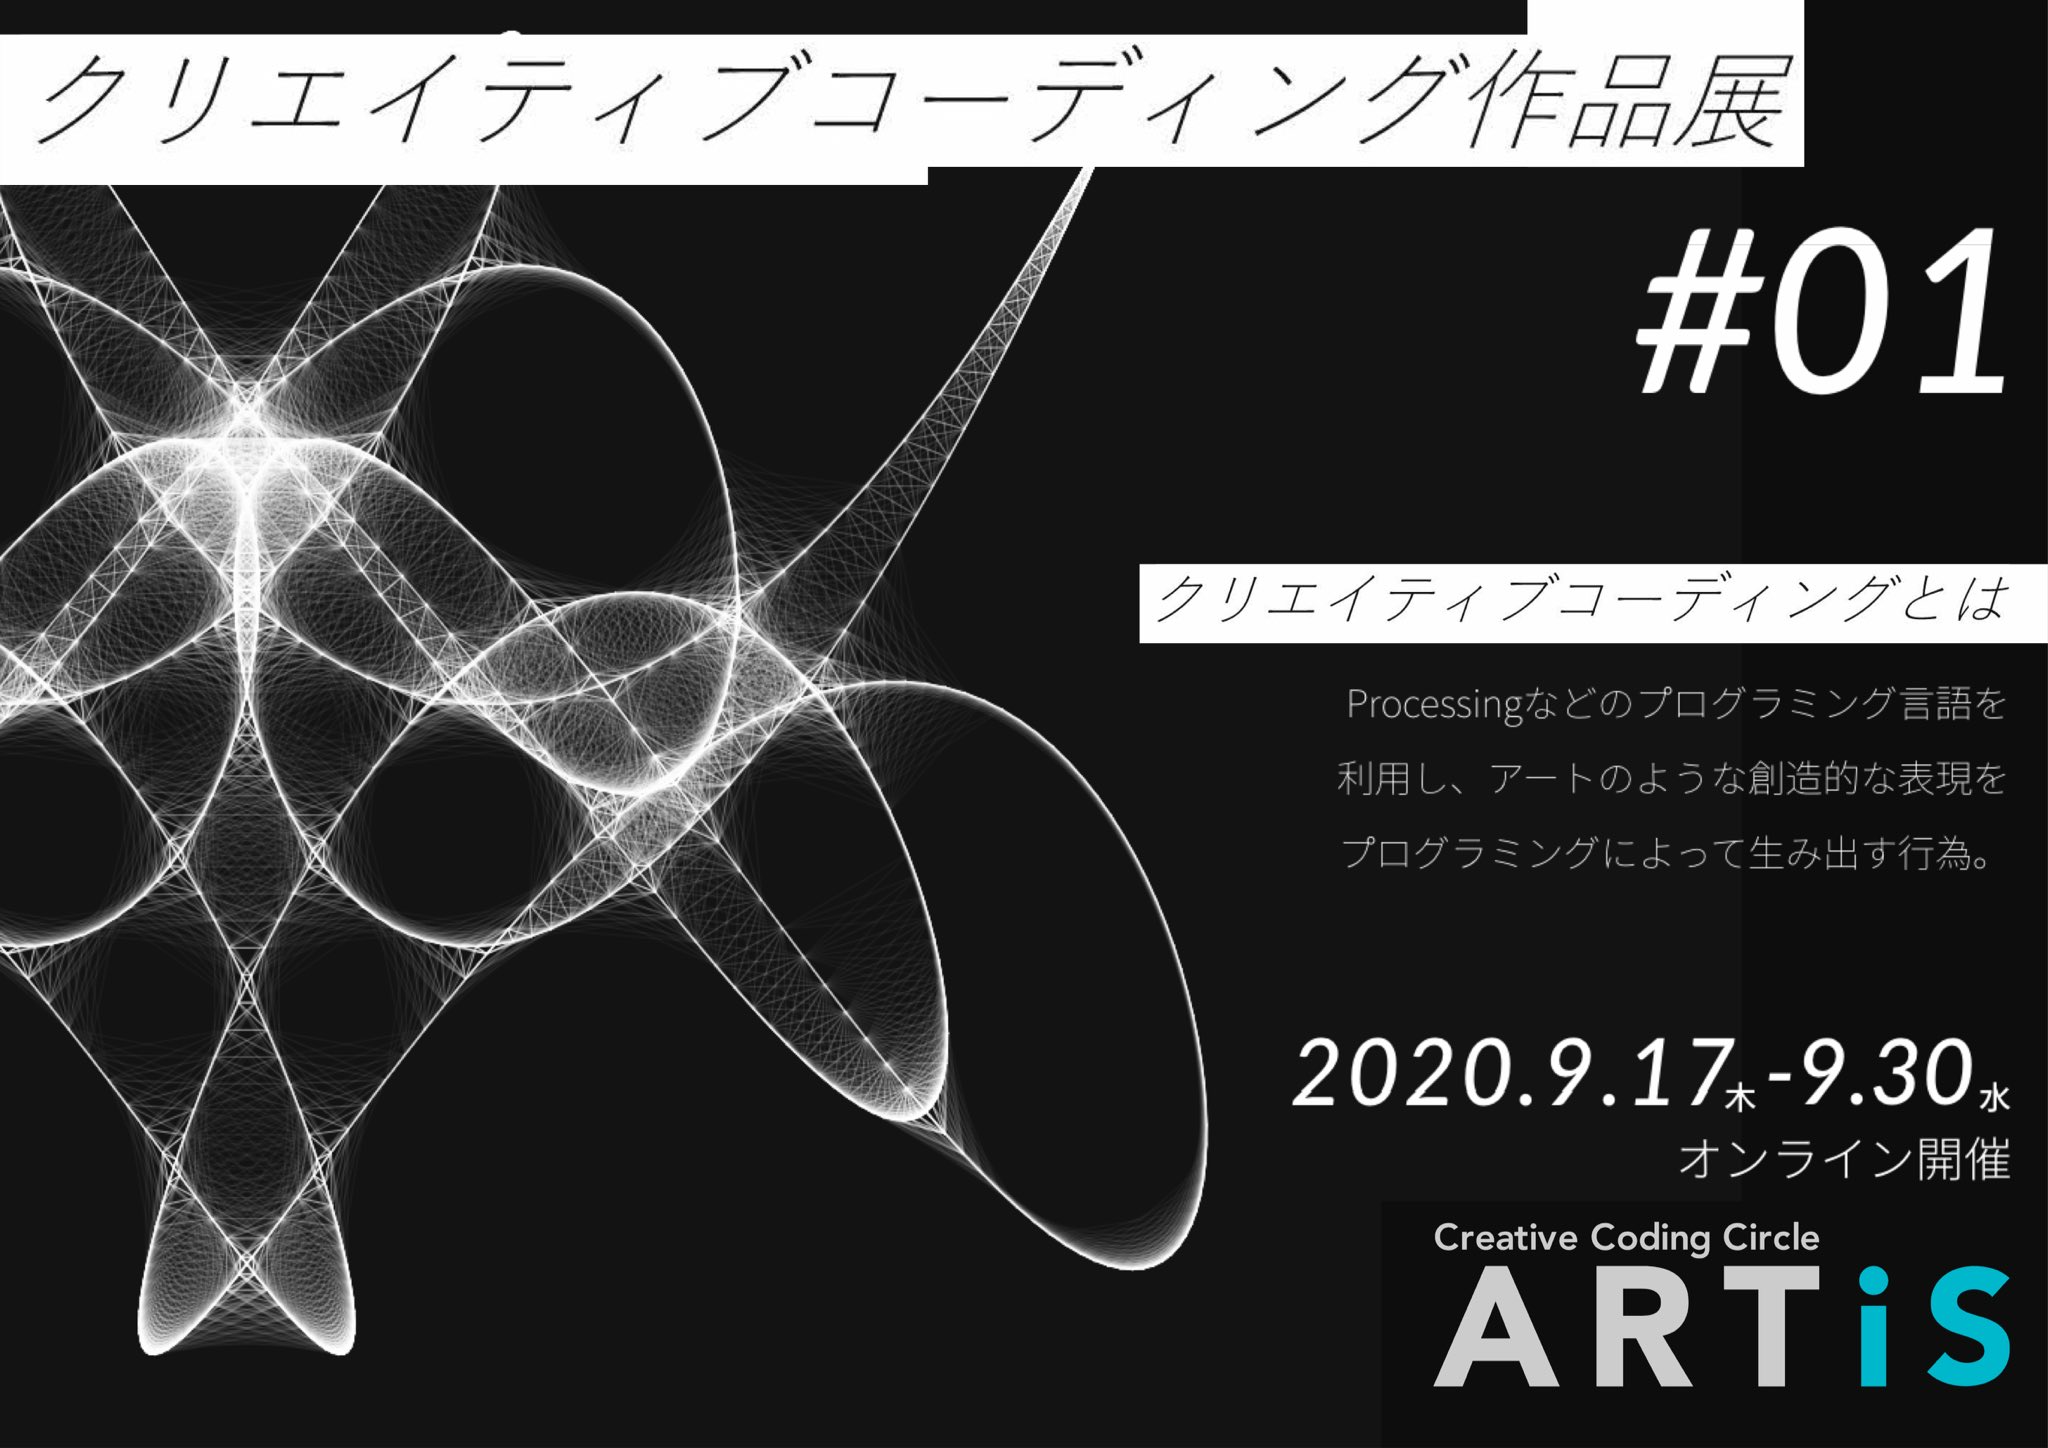 クリエイティブコーディング作品展
#01
クリエイティブコーディングとは
Processingなどのプログラミング言語を
利用し、アートのような創造的な表現を
プログラミングによって生み出す行為。
2020.9.17木-9.30水
オンライン開催
Creative Coding Circle
ARTiS